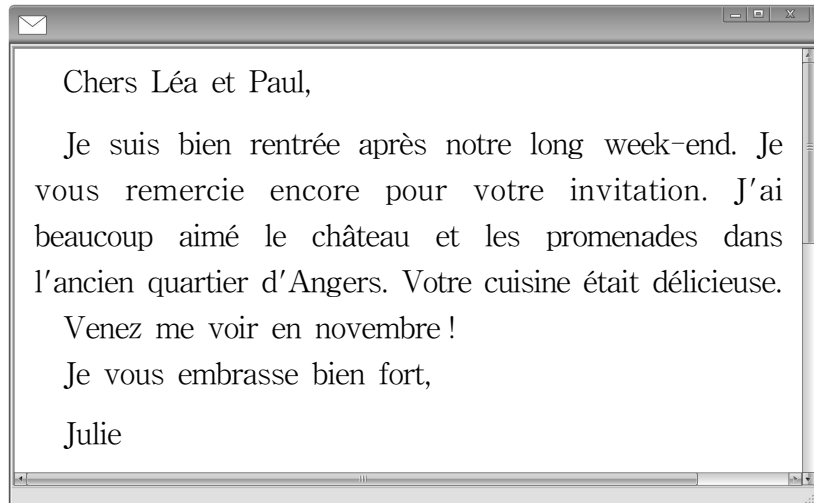 Chers Léa et Paul,
Je suis bien rentrée après notre long week-end. Je
vous remercie encore pour votre invitation. J'ai
beaucoup aimé le château et les promenades dans
l'ancien quartier d'Angers. Votre cuisine était délicieuse.
Venez me voir en novembre !
Je vous embrasse bien fort,
Julie